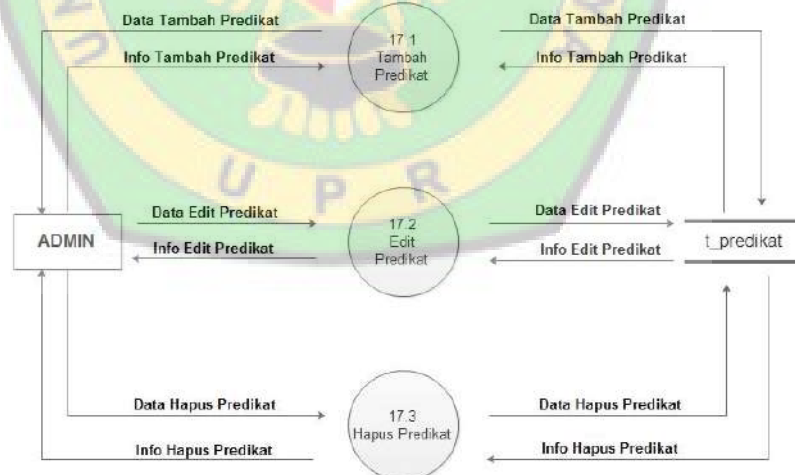 Data Tambah Predikat
Data Tambah Predikat
17.1
Tambah
Predikat
Info Tambah Predikat
Info Tambah Predikat
U P R
ADMIN
Data Edit Predikat
Info Edit Predikat
17.2
Edit
Predikat
Data Edit Predikat
Info Edit Predikat
t_predikat
Data Hapus Predikat
Info Hapus Predikat
17.3
Hapus Predikat
Data Hapus Predikat
Info Hapus Predikat